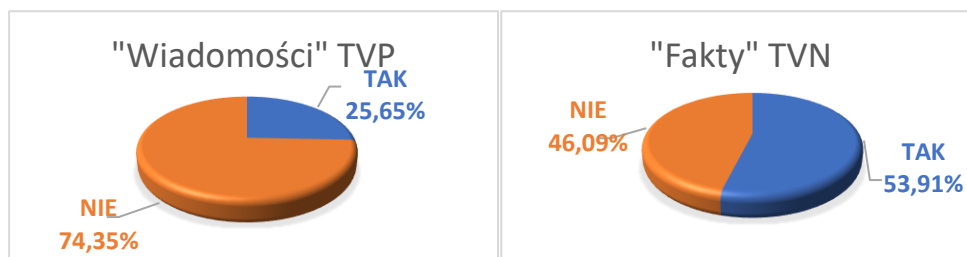 "Wiadomości" TVP
TAK
25,65%
NIE
74,35%
"Fakty" TVN
NIE
46,09%
TAK
53,91%